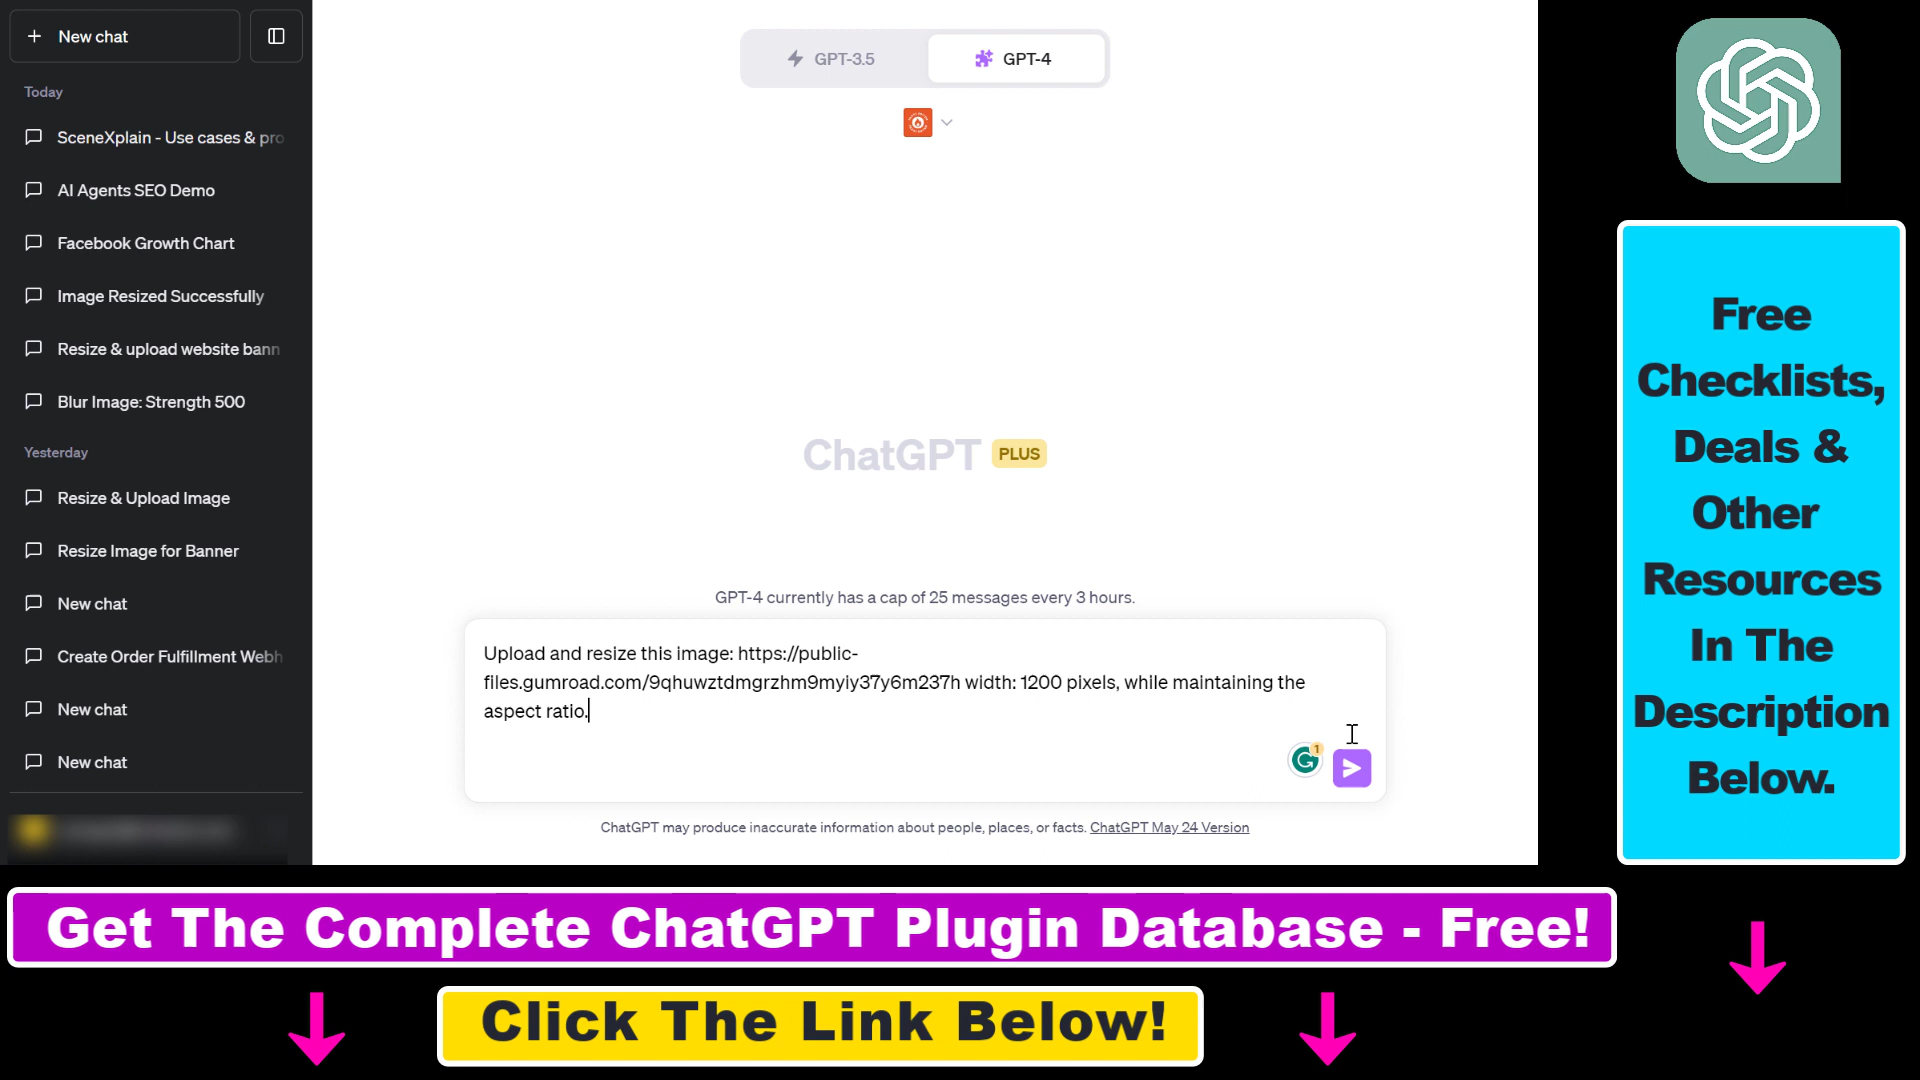 New chat
Today
SceneXplain - Use cases & pro
AI Agents SEO Demo
Facebook Growth Chart
Image Resized Successfully
Resize & upload website bann
Blur Image: Strength 500
Yesterday
Resize & Upload Image
Resize Image for Banner
New chat
Create Order Fulfillment Webh
New chat
New chat
GPT-3.5
GPT-4
ChatGPT PLUS
GPT-4 currently has a cap of 25 messages every 3 hours.
Upload and resize this image: https://public-
files.gumroad.com/9qhuwztdmgrzhm9myiy37y6m237h width: 1200 pixels, while maintaining the
aspect ratio.
1
ChatGPT may produce inaccurate information about people, places, or facts. ChatGPT May 24 Version
Free
Checklists,
Deals &
Other
Resources
In The
Description
Below.
Get The Complete ChatGPT Plugin Database - Free!
Click The Link Below!